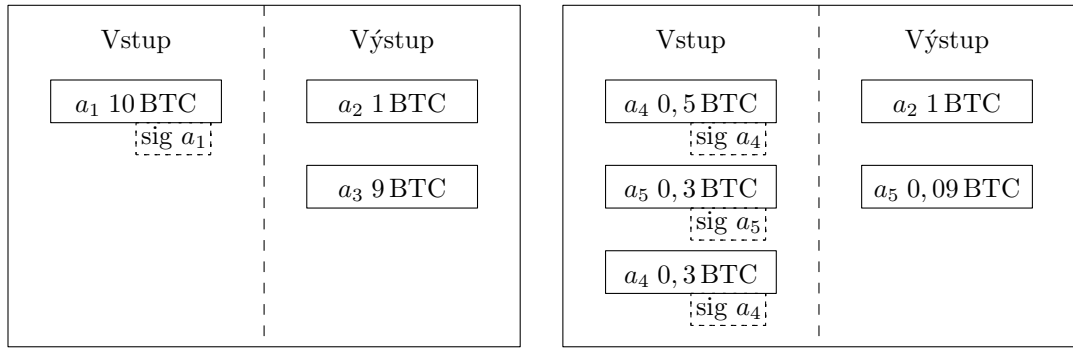 Vstup Výstup
a₁ 10 BTC a₂ 1 BTC
sig a₁
a₃ 9 BTC
Vstup Výstup
a₄ 0, 5 BTC a₂ 1 BTC
sig a₄
a₅ 0, 3 BTC a₅ 0, 09 BTC
sig a₅
a₄ 0, 3 BTC
sig a₄